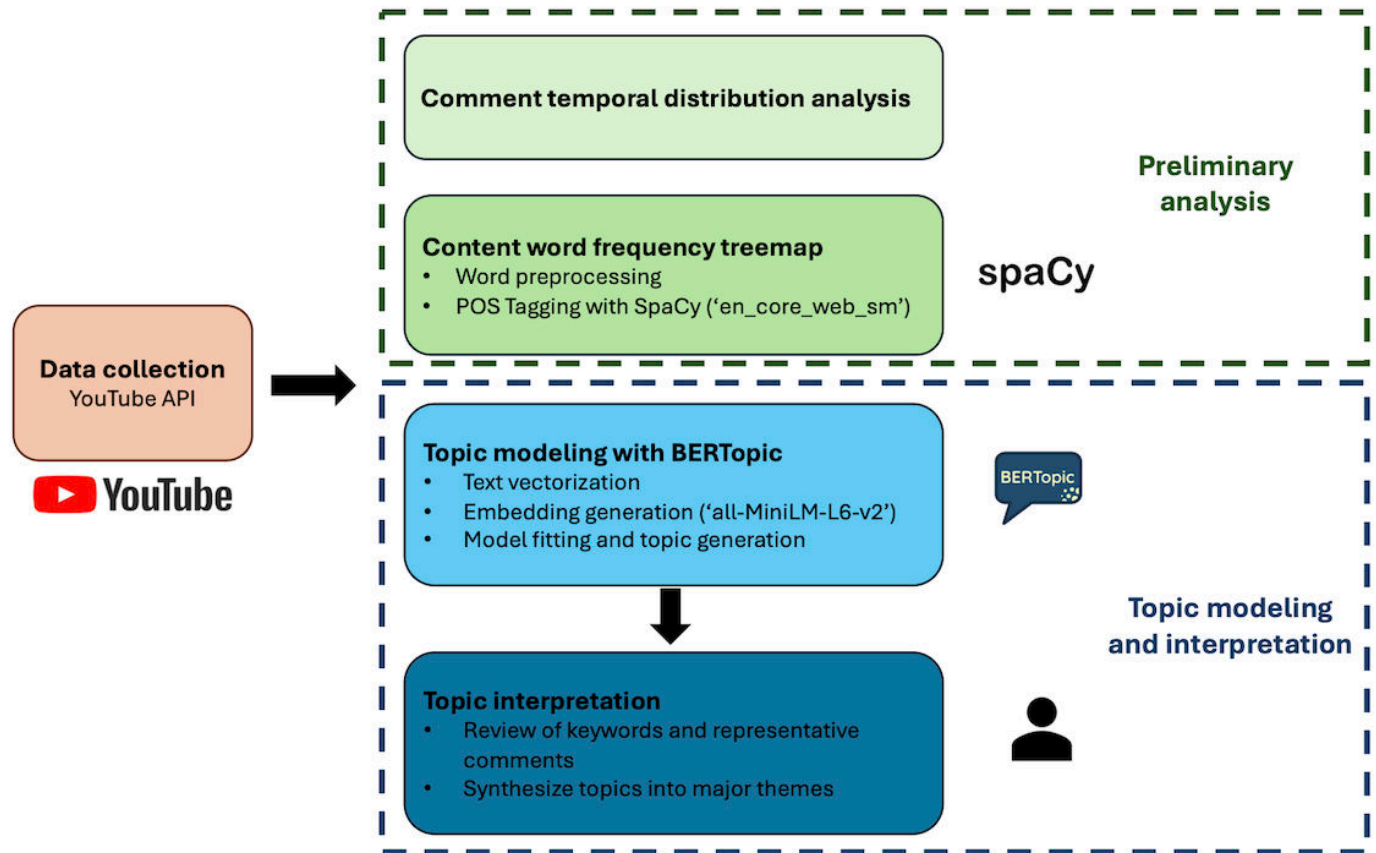 Comment temporal distribution analysis
Preliminary
analysis
Content word frequency treemap
• Word preprocessing
• POS Tagging with SpaCy (‘en_core_web_sm’)
spaCy
Data collection
YouTube API
YouTube
Topic modeling with BERTopic
• Text vectorization
• Embedding generation (‘all-MiniLM-L6-v2’)
• Model fitting and topic generation
BERTopic
Topic modeling
and interpretation
Topic interpretation
• Review of keywords and representative
comments
• Synthesize topics into major themes